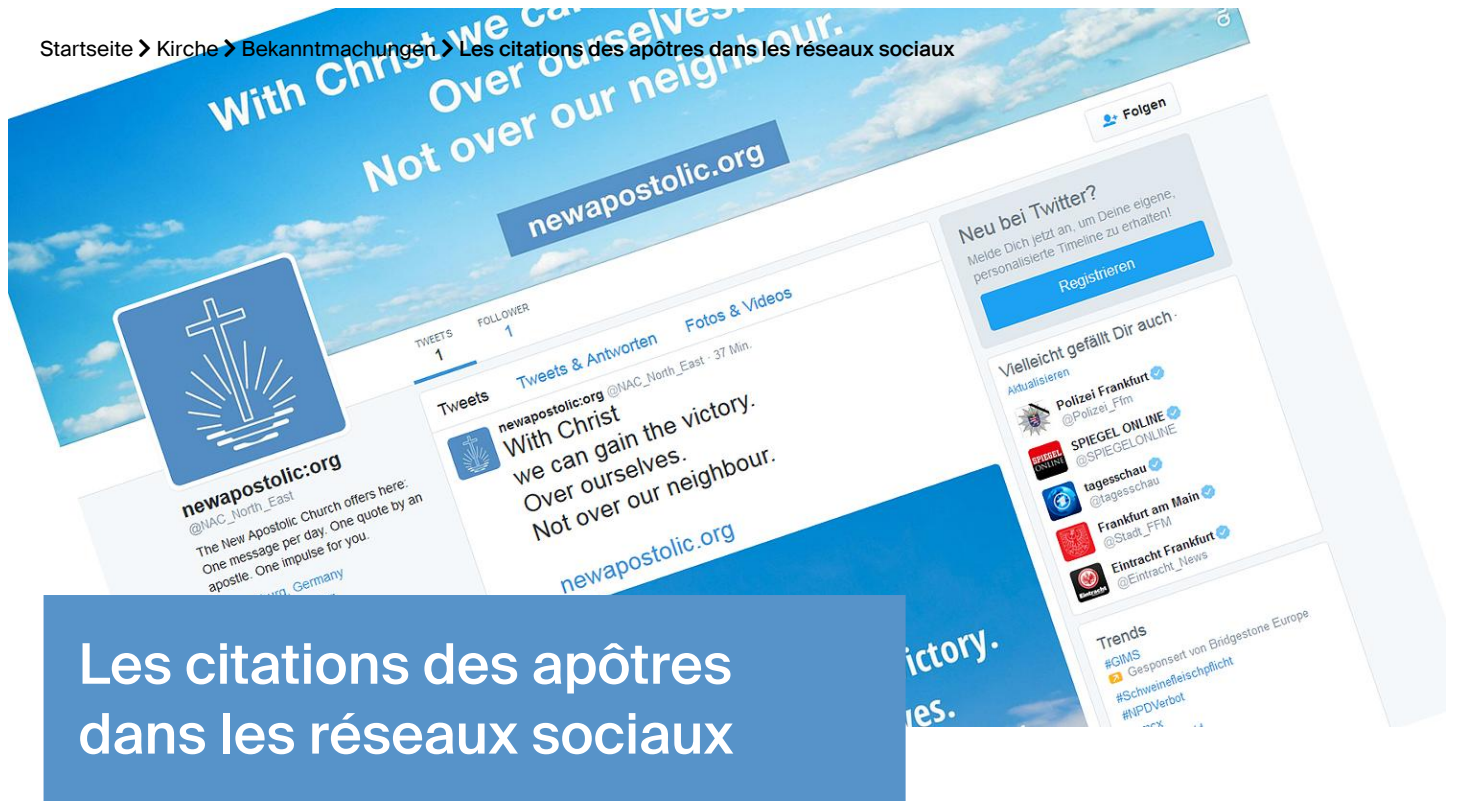 Startseite > Kirche > Bekanntmachungen > Les citations des apôtres dans les réseaux sociaux
With Christ we can
Over ourselves.
Not over our neighbour.
newapostolic.org
Folgen
TWEETS
1
FOLLOWER
1
newapostolic:org
@NAC_North_East
The New Apostolic Church offers here:
One message per day. One quote by an
apostle. One impulse for you.
Germany
Tweets
Tweets & Antworten
Fotos & Videos
newapostolic:org @NAC_North_East · 37 Min.
With Christ
we can gain the victory.
Over ourselves.
Not over our neighbour.
newapostolic.org
Neu bei Twitter?
Melde Dich jetzt an, um Deine eigene,
personalisierte Timeline zu erhalten!
Registrieren
Vielleicht gefällt Dir auch ·
Aktualisieren
Polizei Frankfurt
@Polizei_Ffm
SPIEGEL ONLINE
@SPIEGELONLINE
SPIEGEL
ONLINE
tagesschau
@tagesschau
Frankfurt am Main
@Stadt_FFM
Eintracht Frankfurt
@Eintracht_News
Eintracht
Trends
#GIMS
Gesponsert von Bridgestone Europe
#Schweinefleischpflicht
#NPDVerbot
Les citations des apôtres
dans les réseaux sociaux